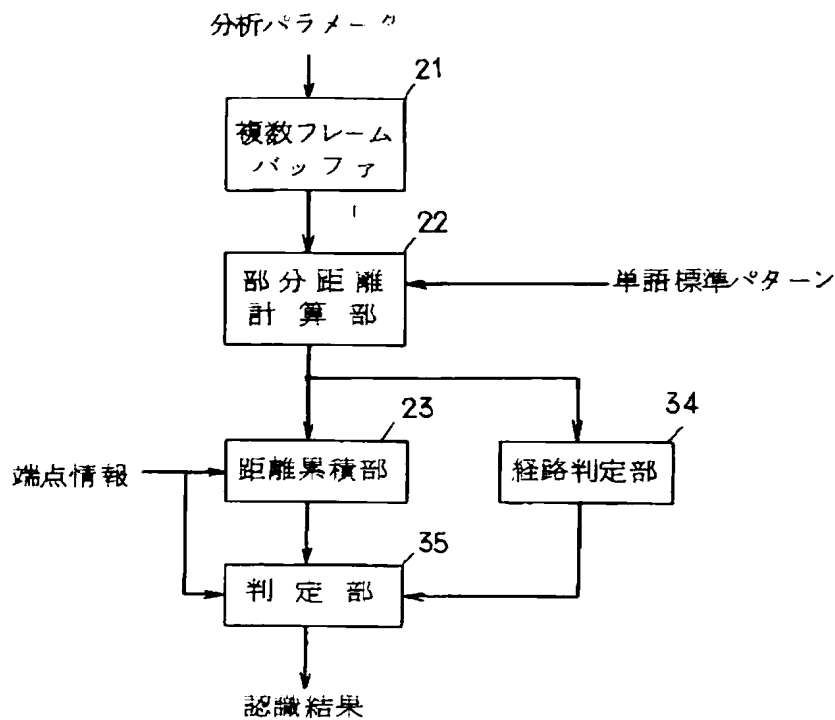 分析パラメータ
21
複数フレーム
バッファ
22
部分距離
計算部
単語標準パターン
23
34
端点情報
距離累積部
経路判定部
35
判定部
認識結果